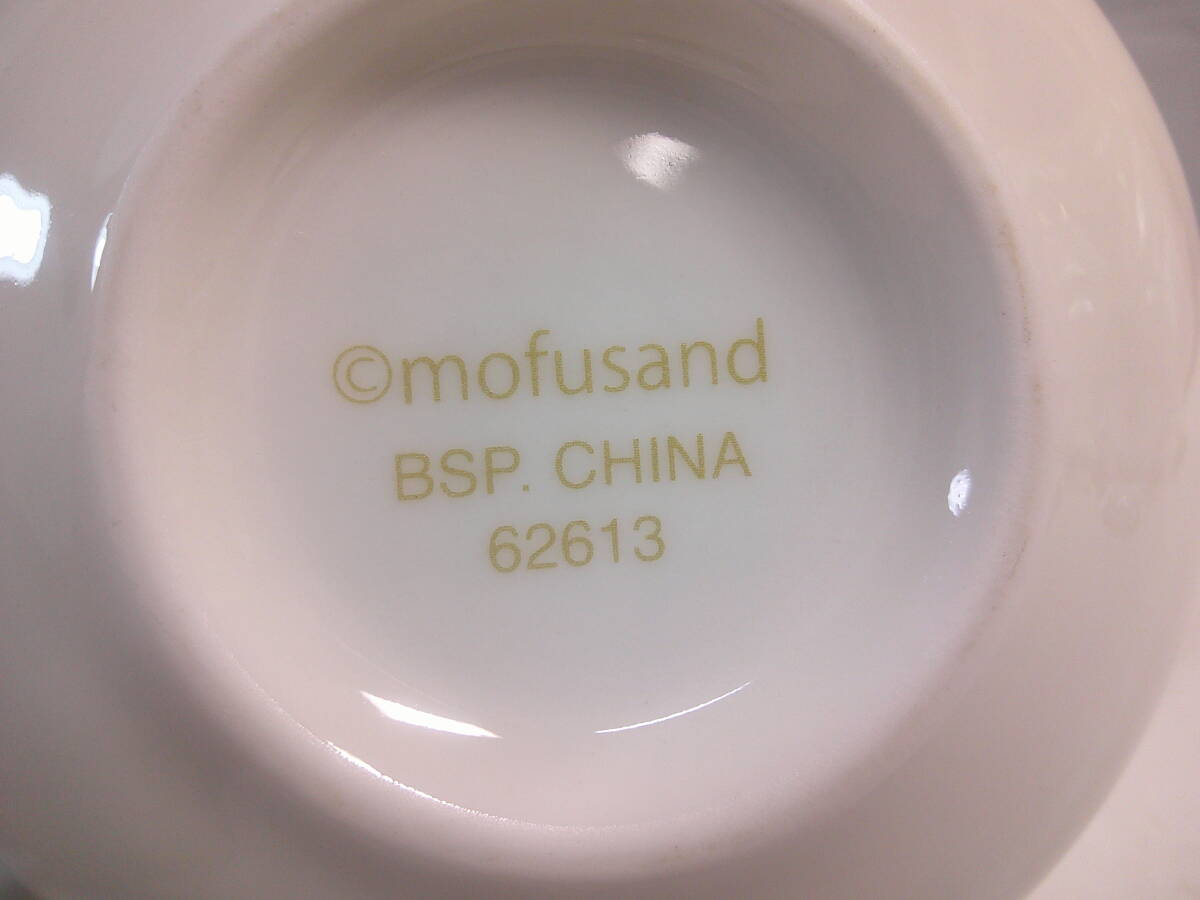 ©mofusand
BSP. CHINA
62613